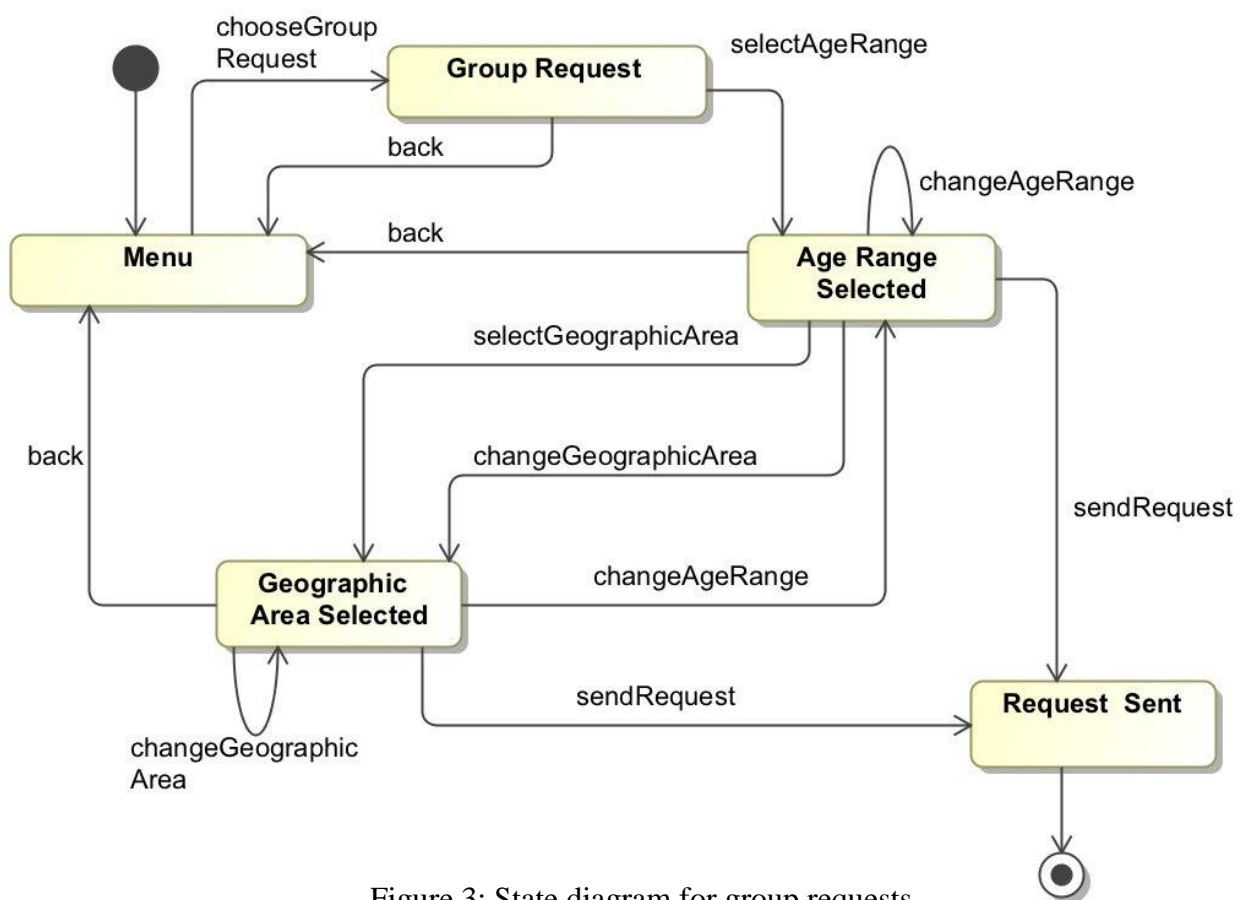 chooseGroup
Request
Group Request
selectAgeRange
back
changeAgeRange
back
Menu
Age Range
Selected
selectGeographicArea
back
changeGeographicArea
sendRequest
changeAgeRange
Geographic
Area Selected
sendRequest
Request Sent
changeGeographic
Area
Figure 3: State diagram for group requests